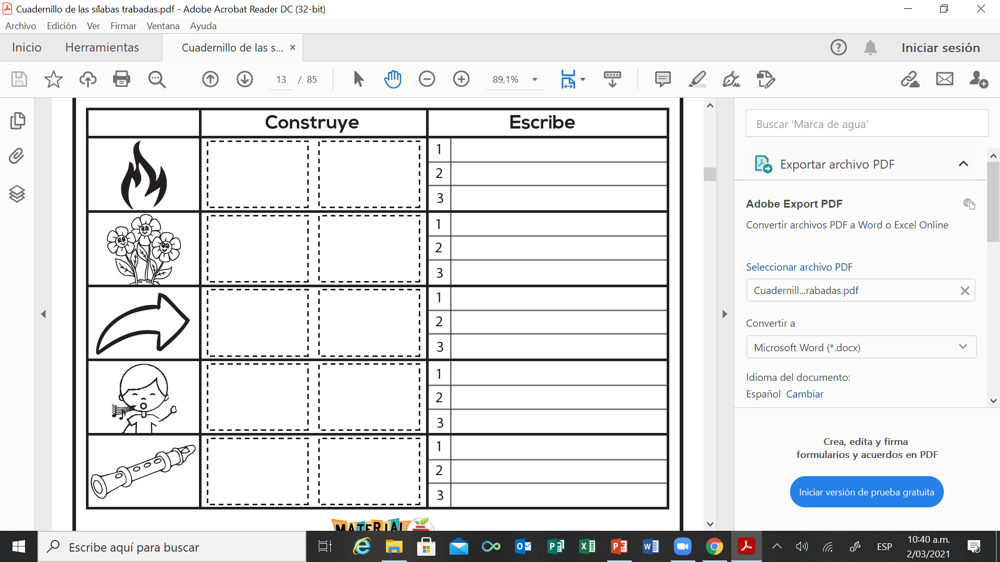 Cuadernillo de las sílabas trabadas.pdf - Adobe Acrobat Reader DC (32-bit)
Archivo Edición Ver Firmar Ventana Ayuda
Inicio Herramientas Cuadernillo de las s... ×
? Iniciar sesión
13 / 85 89,1%
Construye Escribe
1
2
3
1
2
3
1
2
3
1
2
3
1
2
3
MATERIAL
Buscar 'Marca de agua'
Exportar archivo PDF
Adobe Export PDF
Convertir archivos PDF a Word o Excel Online
Seleccionar archivo PDF
Cuadernill...rabadas.pdf
Convertir a
Microsoft Word (*.docx)
Idioma del documento:
Español Cambiar
Crea, edita y firma
formularios y acuerdos en PDF
Iniciar versión de prueba gratuita
Escribe aquí para buscar
ESP
10:40 a.m.
2/03/2021